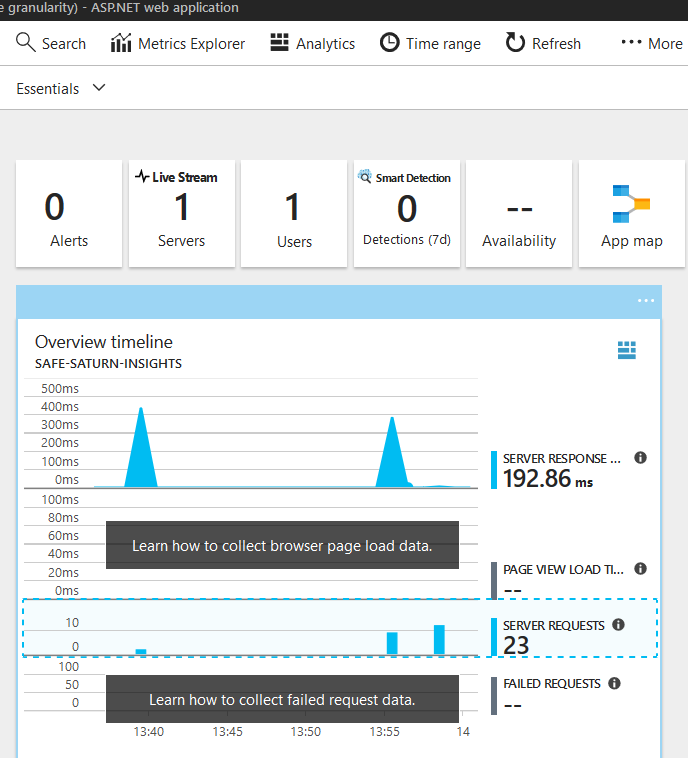 e granularity) - ASP.NET web application
Search Metrics Explorer Analytics Time range Refresh More
Essentials
0
Alerts
Live Stream
1
Servers
1
Users
Smart Detection
0
Detections (7d)
--
Availability
App map
Overview timeline
SAFE-SATURN-INSIGHTS
500ms
400ms
300ms
200ms
100ms
0ms
SERVER RESPONSE ...
192.86 ms
100ms
80ms
60ms
40ms
20ms
0ms
Learn how to collect browser page load data.
PAGE VIEW LOAD TI...
--
10
0
SERVER REQUESTS
23
100
50
0
Learn how to collect failed request data.
FAILED REQUESTS
--
13:40 13:45 13:50 13:55 14